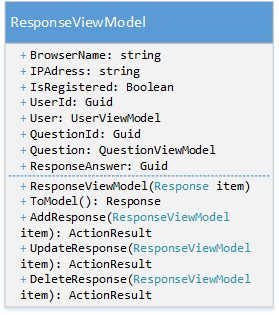 ResponseViewModel
+ BrowserName: string
+ IPAdress: string
+ IsRegistered: Boolean
+ UserId: Guid
+ User: UserViewModel
+ QuestionId: Guid
+ Question: QuestionViewModel
+ ResponseAnswer: Guid
+ ResponseViewModel(Response item)
+ ToModel(): Response
+ AddResponse(ResponseViewModel
item): ActionResult
+ UpdateResponse(ResponseViewModel
item): ActionResult
+ DeleteResponse(ResponseViewModel
item): ActionResult